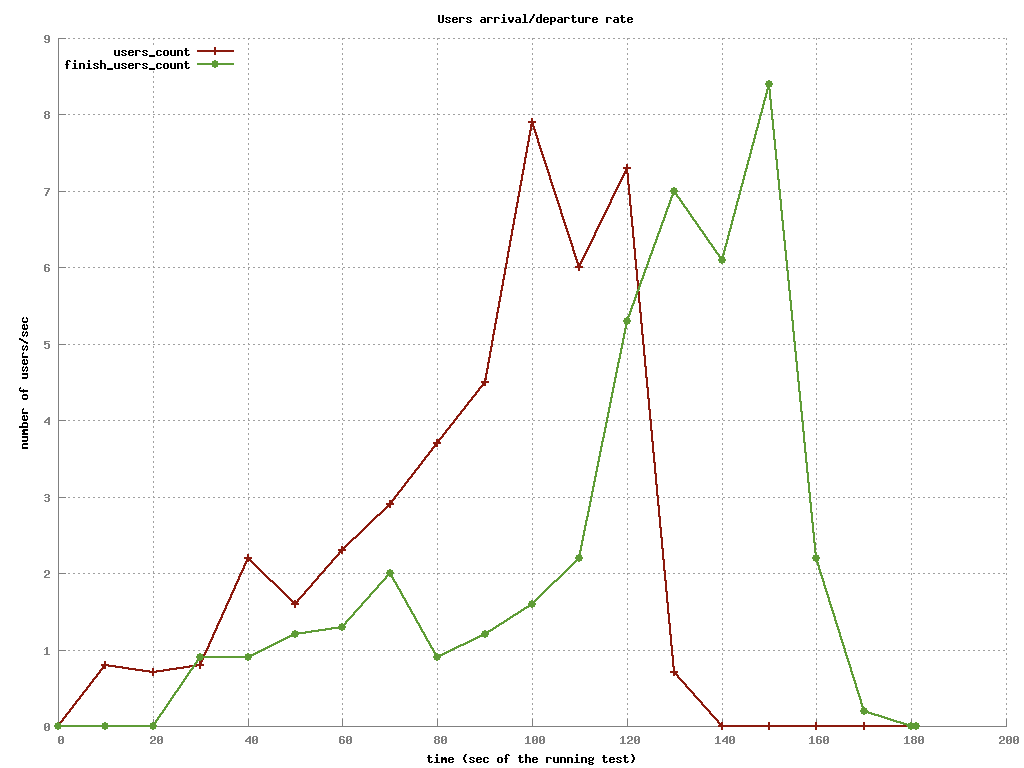 Users arrival/departure rate
users_count
finish_users_count
9
8
7
6
5
4
3
2
1
0
number of users/sec
0 20 40 60 80 100 120 140 160 180 200
time (sec of the running test)